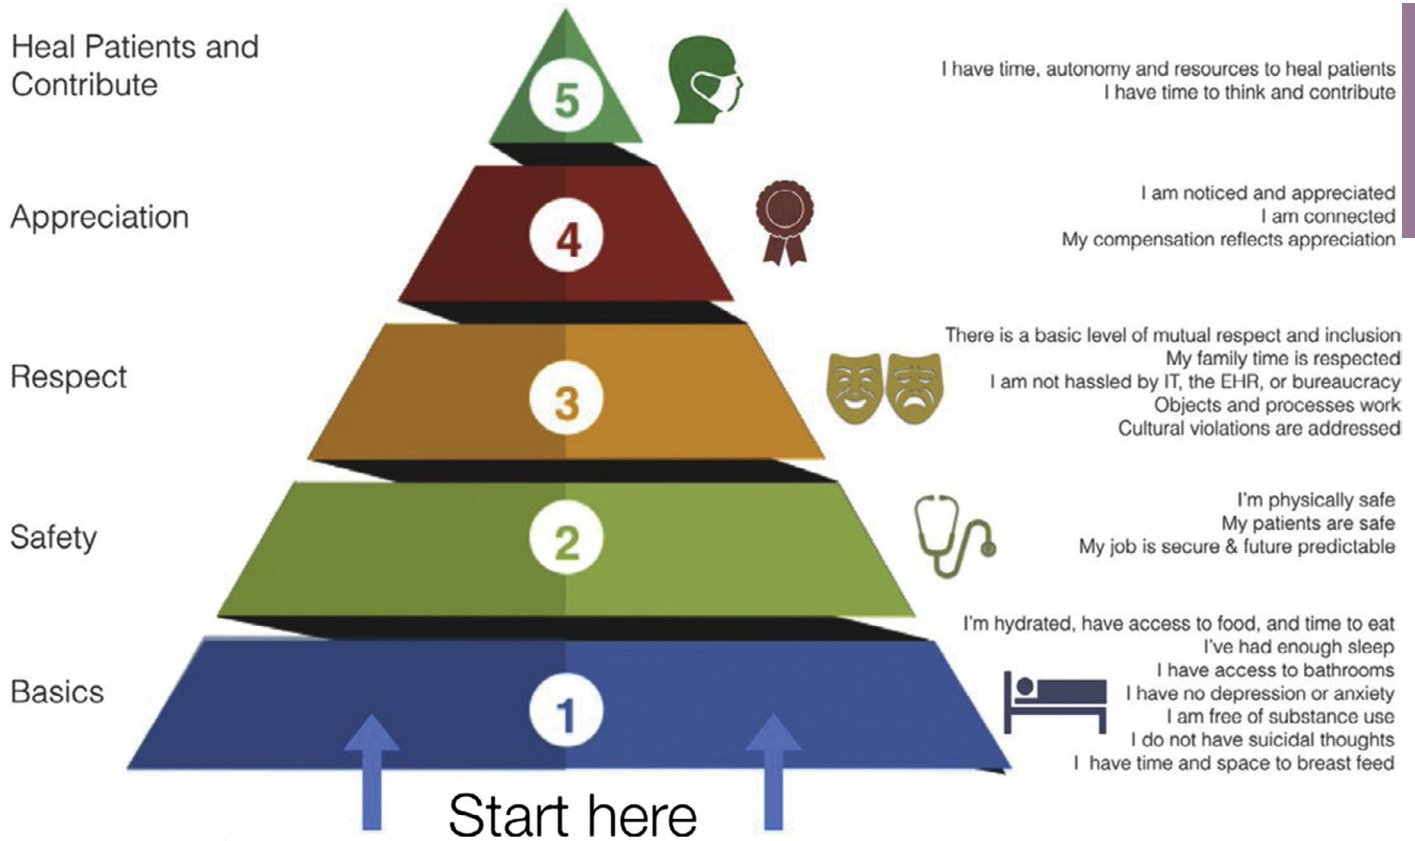 Heal Patients and
Contribute
5
I have time, autonomy and resources to heal patients
I have time to think and contribute
Appreciation
4
I am noticed and appreciated
I am connected
My compensation reflects appreciation
Respect
3
There is a basic level of mutual respect and inclusion
My family time is respected
I am not hassled by IT, the EHR, or bureaucracy
Objects and processes work
Cultural violations are addressed
Safety
2
I'm physically safe
My patients are safe
My job is secure & future predictable
Basics
1
I'm hydrated, have access to food, and time to eat
I've had enough sleep
I have access to bathrooms
I have no depression or anxiety
I am free of substance use
I do not have suicidal thoughts
I have time and space to breast feed
Start here